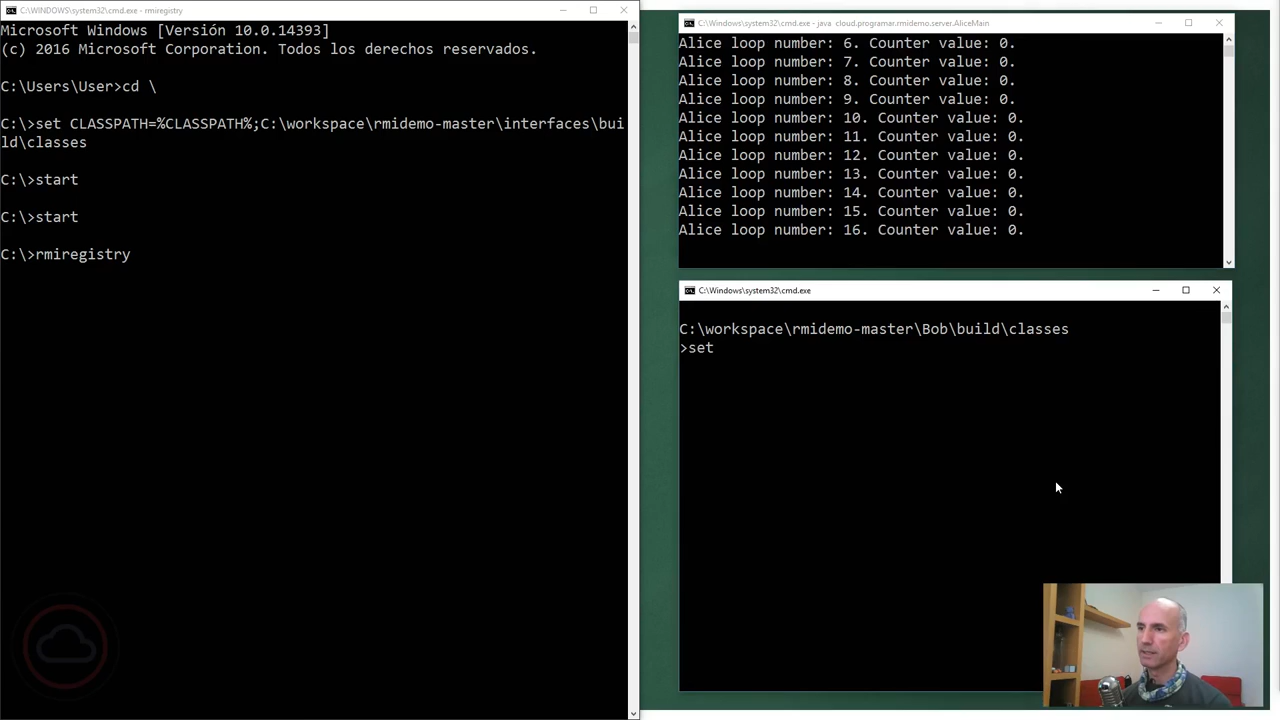 C:\WINDOWS\system32\cmd.exe - rmiregistry
Microsoft Windows [Versión 10.0.14393]
(c) 2016 Microsoft Corporation. Todos los derechos reservados.
C:\Users\User>cd \
C:\>set CLASSPATH=%CLASSPATH%;C:\workspace\rmidemo-master\interfaces\bui
ld\classes
C:\>start
C:\>start
C:\>rmiregistry
C:\Windows\system32\cmd.exe - java  cloud.programar.rmidemo.server.AliceMain
Alice loop number: 6. Counter value: 0.
Alice loop number: 7. Counter value: 0.
Alice loop number: 8. Counter value: 0.
Alice loop number: 9. Counter value: 0.
Alice loop number: 10. Counter value: 0.
Alice loop number: 11. Counter value: 0.
Alice loop number: 12. Counter value: 0.
Alice loop number: 13. Counter value: 0.
Alice loop number: 14. Counter value: 0.
Alice loop number: 15. Counter value: 0.
Alice loop number: 16. Counter value: 0.
C:\Windows\system32\cmd.exe
C:\workspace\rmidemo-master\Bob\build\classes
>set